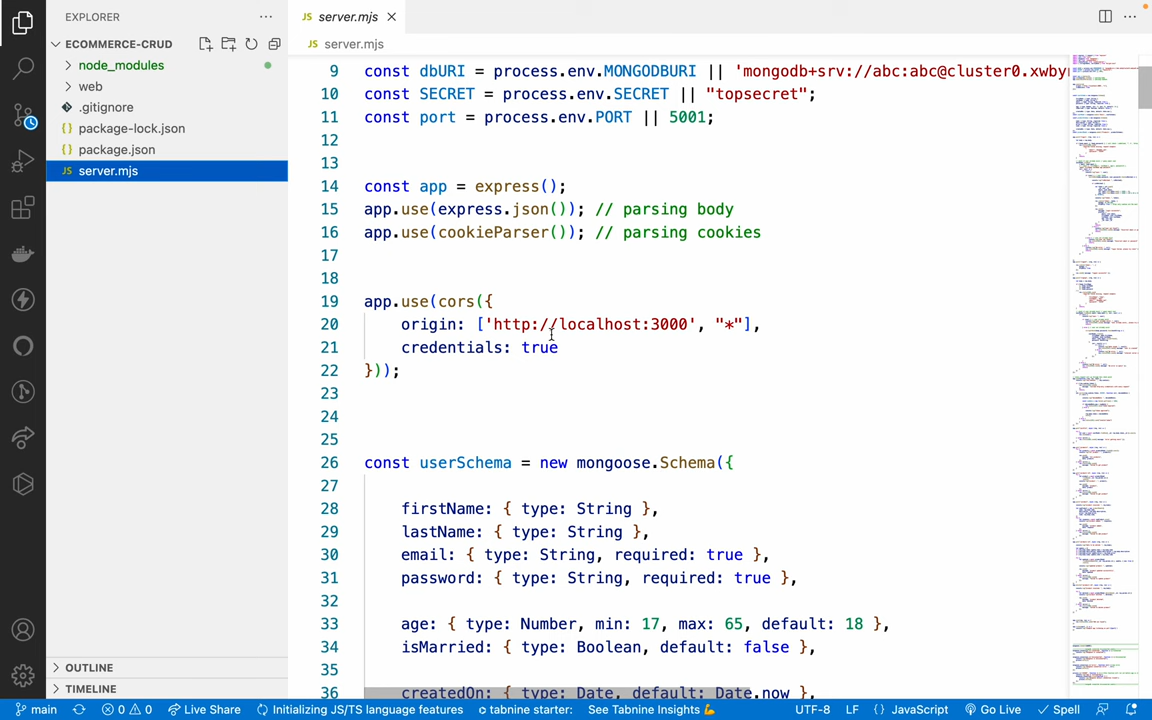 EXPLORER
ECOMMERCE-CRUD
node_modules
web
.gitignore
{} package-lock.json
{} package.json
JS server.mjs
OUTLINE
TIMELINE
JS server.mjs
JS server.mjs
9 const dbURI = process.env.MONGODBURI || 'mongodb+srv://abc:abc@cluster0.xwby
10 const SECRET = process.env.SECRET || "topsecret";
11 const port = process.env.PORT || 5001;
12
13
14 const app = express();
15 app.use(express.json()); // parsing body
16 app.use(cookieParser()); // parsing cookies
17
18
19 app.use(cors({
20 origin: ['http://localhost:3000', "*"],
21 credentials: true
22 }));
23
24
25
26 const userSchema = new mongoose.Schema({
27
28 firstName: { type: String },
29 lastName: { type: String },
30 email: { type: String, required: true },
31 password: { type: String, required: true },
32
33 age: { type: Number, min: 17, max: 65, default: 18 },
34 isMarried: { type: Boolean, default: false },
35
36 createdOn: { type: Date, default: Date.now },
main 0 0 Live Share Initializing JS/TS language features tabnine starter: See Tabnine Insights 💪 UTF-8 LF {} JavaScript Go Live Spell